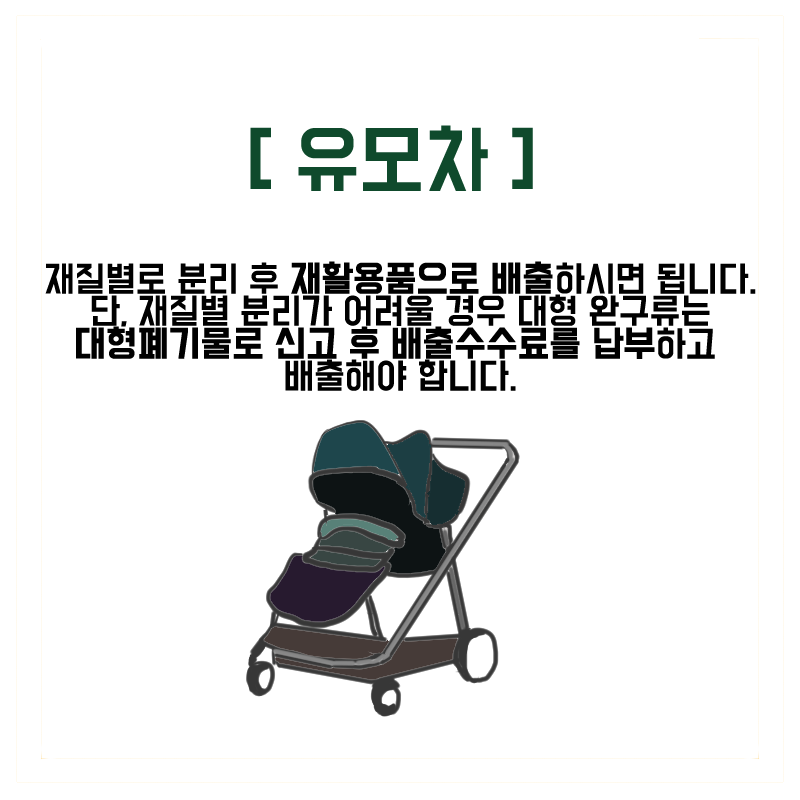 [ 유모차 ]
재질별로 분리 후 재활용품으로 배출하시면 됩니다.
단, 재질별 분리가 어려울 경우 대형 완구류는
대형폐기물로 신고 후 배출수수료를 납부하고
배출해야 합니다.